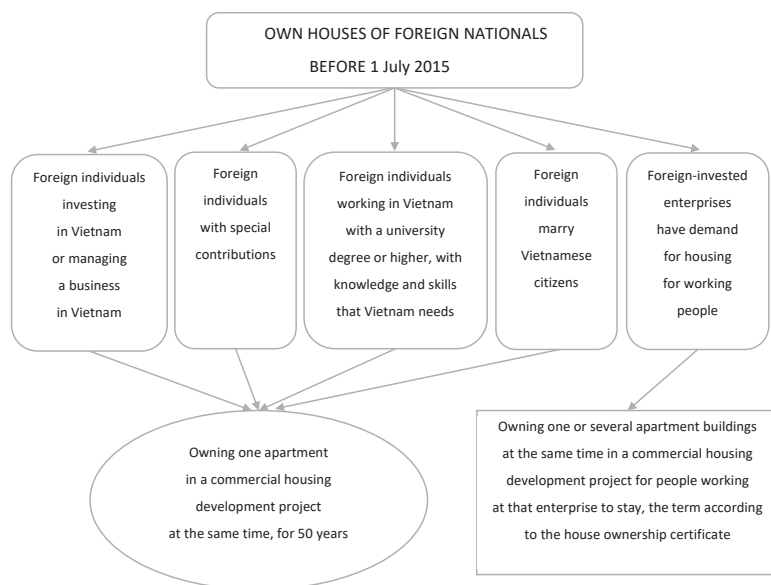 OWN HOUSES OF FOREIGN NATIONALS
BEFORE 1 July 2015
Foreign individuals
investing
in Vietnam
or managing
a business
in Vietnam
Foreign
individuals
with special
contributions
Foreign individuals
working in Vietnam
with a university
degree or higher, with
knowledge and skills
that Vietnam needs
Foreign
individuals
marry
Vietnamese
citizens
Foreign-invested
enterprises
have demand
for housing
for working
people
Owning one apartment
in a commercial housing
development project
at the same time, for 50 years
Owning one or several apartment buildings
at the same time in a commercial housing
development project for people working
at that enterprise to stay, the term according
to the house ownership certificate